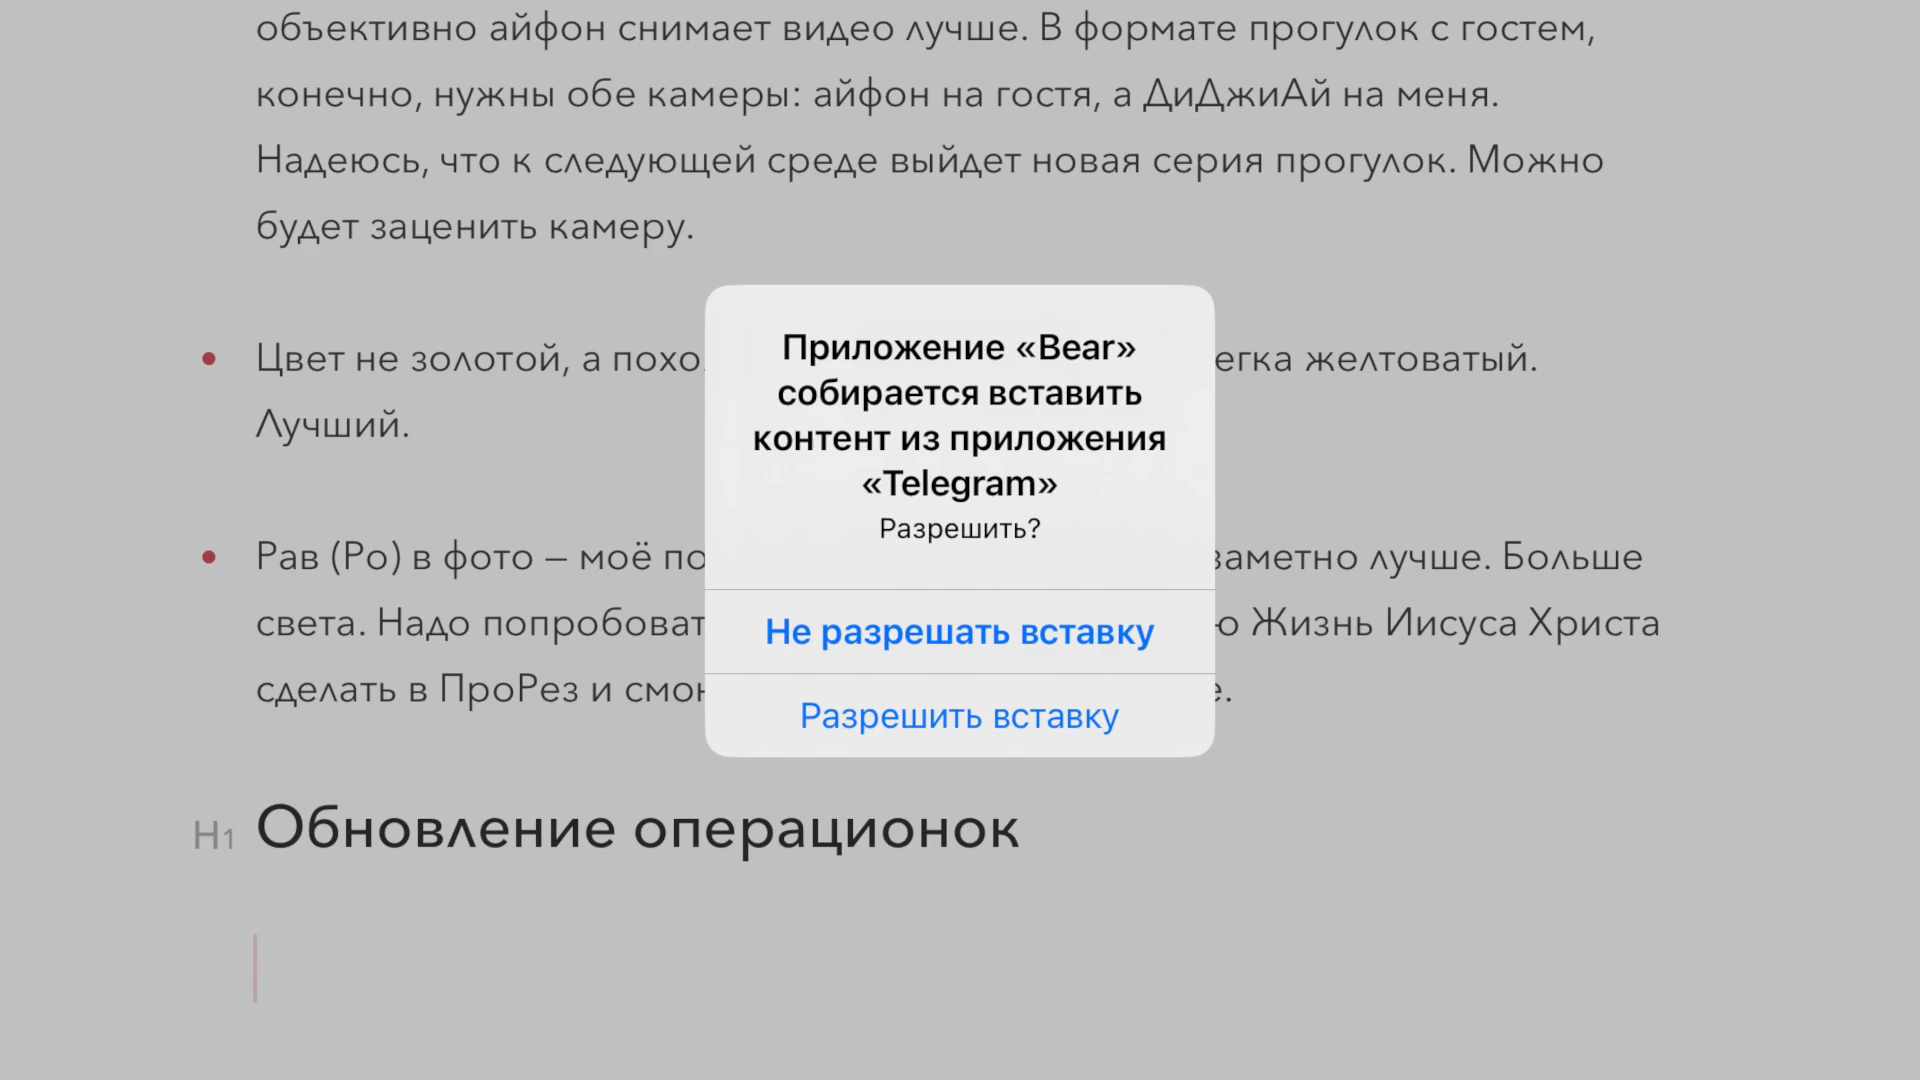 объективно айфон снимает видео лучше. В формате прогулок с гостем,
конечно, нужны обе камеры: айфон на гостя, а ДиДжиАй на меня.
Надеюсь, что к следующей среде выйдет новая серия прогулок. Можно
будет заценить камеру.
• Цвет не золотой, а похо егка желтоватый.
Лучший.
• Рав (Ро) в фото — моё по заметно лучше. Больше
света. Надо попробоват ю Жизнь Иисуса Христа
сделать в ПроРез и смон е.
Приложение «Bear»
собирается вставить
контент из приложения
«Telegram»
Разрешить?
Не разрешать вставку
Разрешить вставку
H1 Обновление операционок